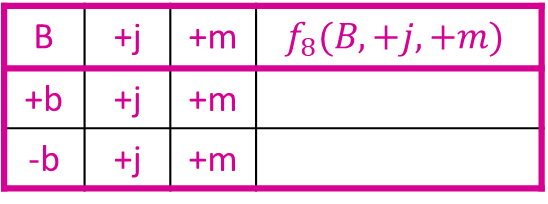 B +j +m f₈(B, +j, +m)
+b +j +m
-b +j +m